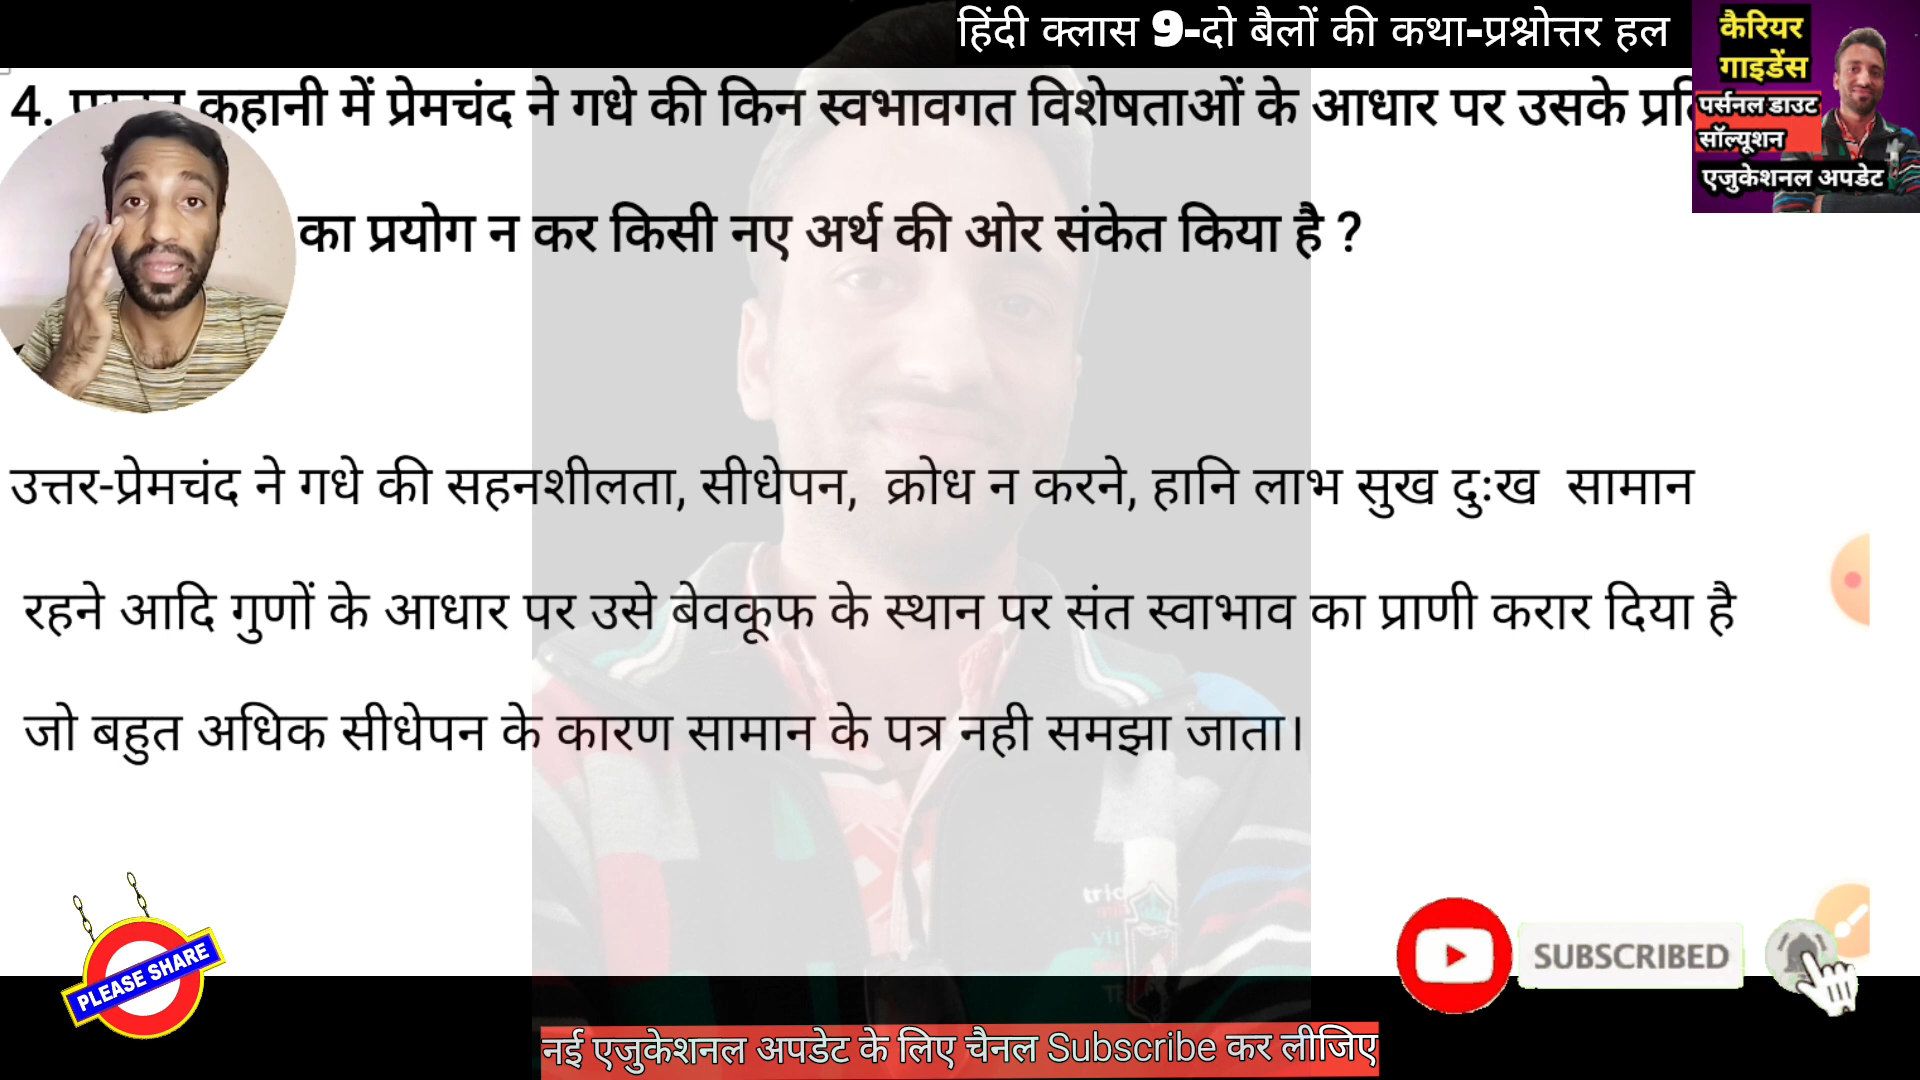 हिंदी क्लास 9-दो बैलों की कथा-प्रश्नोत्तर हल
कैरियर
गाइडेंस
पर्सनल डाउट
सॉल्यूशन
एजुकेशनल अपडेट
4. कहानी में प्रेमचंद ने गधे की किन स्वभावगत विशेषताओं के आधार पर उसके
का प्रयोग न कर किसी नए अर्थ की ओर संकेत किया है ?
उत्तर-प्रेमचंद ने गधे की सहनशीलता, सीधेपन, क्रोध न करने, हानि लाभ सुख दुःख सामान
रहने आदि गुणों के आधार पर उसे बेवकूफ के स्थान पर संत स्वाभाव का प्राणी करार दिया है
जो बहुत अधिक सीधेपन के कारण सामान के पत्र नही समझा जाता।
PLEASE SHARE
SUBSCRIBED
नई एजुकेशनल अपडेट के लिए चैनल Subscribe कर लीजिए